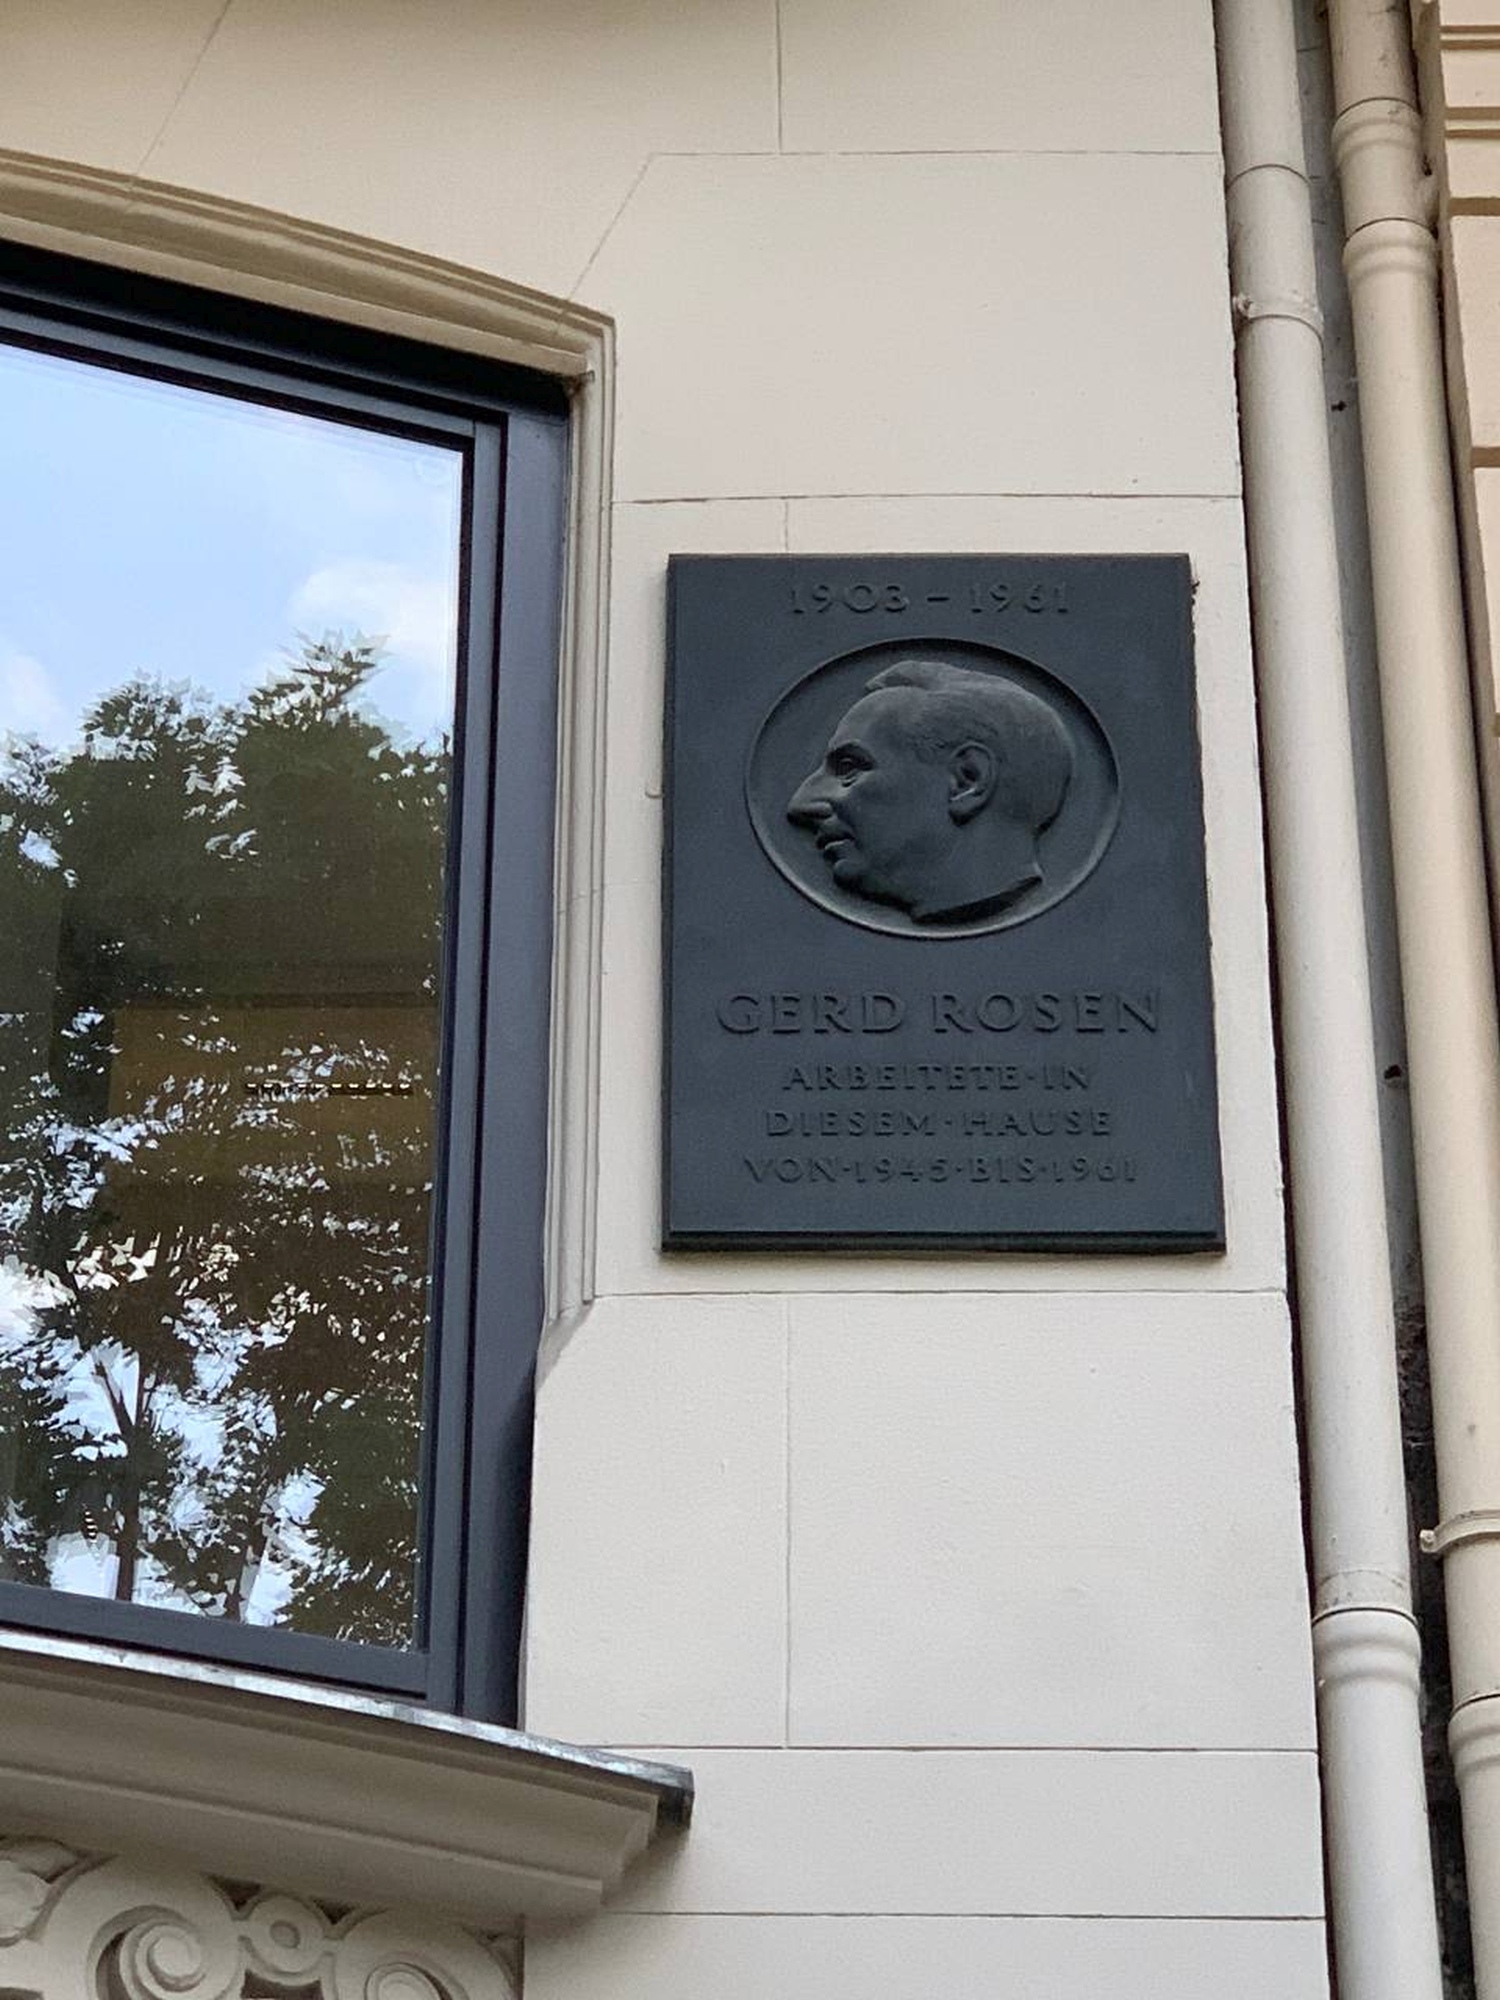 1903 – 1961
GERD ROSEN
ARBEITETE·IN
DIESEM·HAUSE
VON·1945·BIS·1961